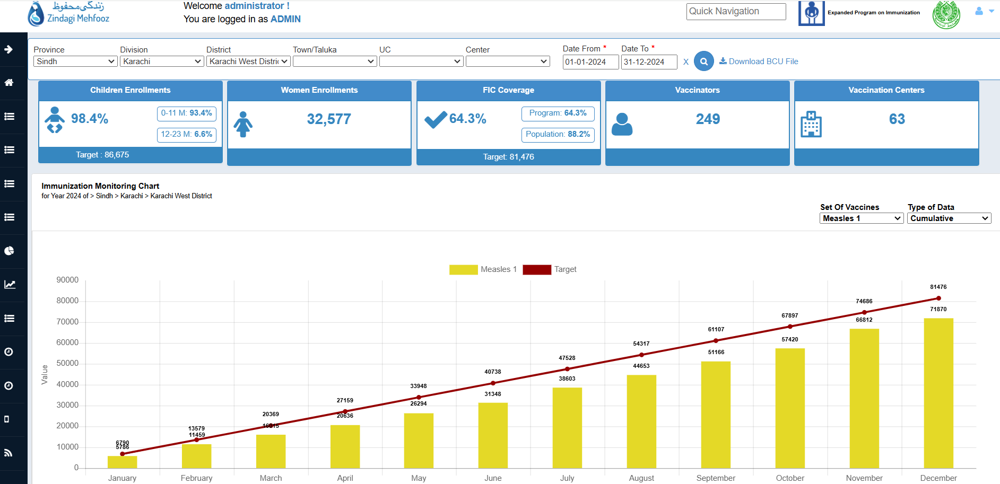 زندگی محفوظ
Zindagi Mehfooz
Welcome administrator !
You are logged in as ADMIN
Quick Navigation
Expanded Program on Immunization
Province Division District Town/Taluka UC Center Date From * Date To *
Sindh Karachi Karachi West Distric 01-01-2024 31-12-2024 X Download BCU File
Children Enrollments
98.4%
0-11 M: 93.4%
12-23 M: 6.6%
Target : 86,675
Women Enrollments
32,577
FIC Coverage
64.3%
Program: 64.3%
Population: 88.2%
Target: 81,476
Vaccinators
249
Vaccination Centers
63
Immunization Monitoring Chart
for Year 2024 of > Sindh > Karachi > Karachi West District
Set Of Vaccines Type of Data
Measles 1 Cumulative
Measles 1 Target
90000
80000
70000
60000
50000
40000
30000
20000
10000
0
Value
6790
5786
13579
11459
20369
16015
27159
20636
33948
26294
40738
31348
47528
38603
54317
44653
61107
51166
67897
57420
74686
66812
81476
71870
January February March April May June July August September October November December